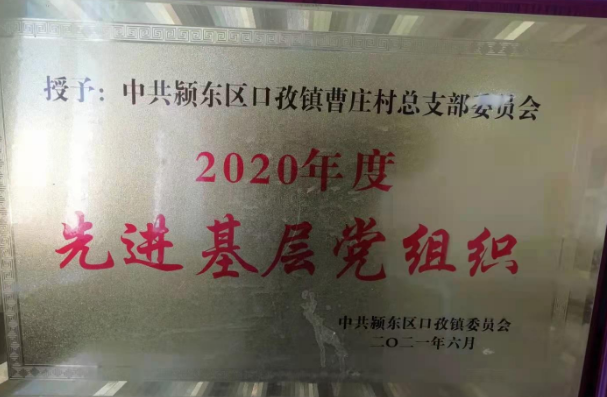 授予：中共颍东区口孜镇曹庄村总支部委员会
2020年度
先进基层党组织
中共颍东区口孜镇委员会
二〇二一年六月